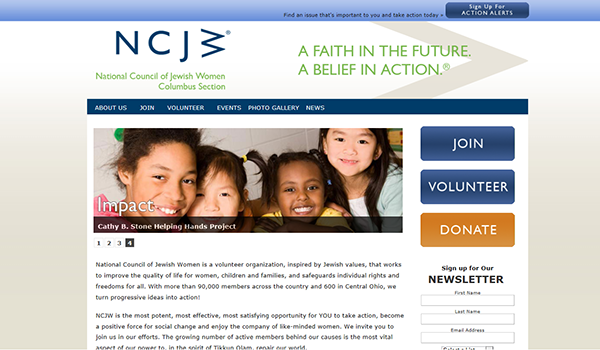 Find an issue that's important to you and take action today »
Sign Up For
ACTION ALERTS
NCJW®
National Council of Jewish Women
Columbus Section
A FAITH IN THE FUTURE.
A BELIEF IN ACTION.®
ABOUT US JOIN VOLUNTEER EVENTS PHOTO GALLERY NEWS
Impact
Cathy B. Stone Helping Hands Project
1 2 3 4
JOIN
VOLUNTEER
DONATE
National Council of Jewish Women is a volunteer organization, inspired by Jewish values, that works
to improve the quality of life for women, children and families, and safeguards individual rights and
freedoms for all. With more than 90,000 members across the country and 600 in Central Ohio, we
turn progressive ideas into action!
NCJW is the most potent, most effective, most satisfying opportunity for YOU to take action, become
a positive force for social change and enjoy the company of like-minded women. We invite you to
join us in our efforts. The growing number of active members behind our causes is the most vital
aspect of our power to, in the spirit of Tikkun Olam, repair our world.
Sign up for Our
NEWSLETTER
First Name
Last Name
Email Address